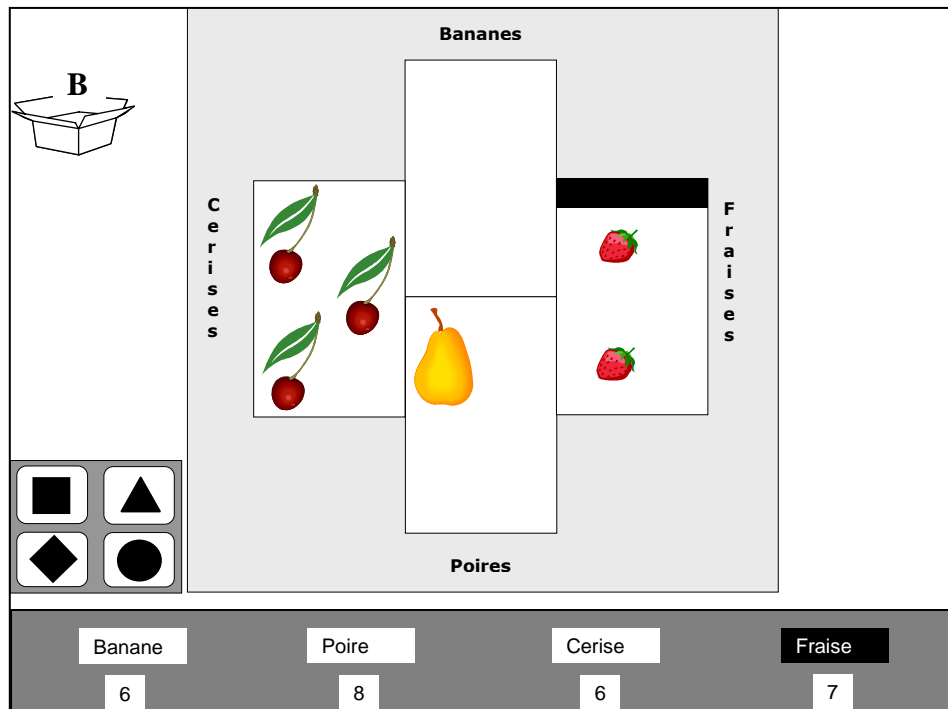 Bananes
B
Cerises
Fraises
Poires
Banane
Poire
Cerise
Fraise
6
8
6
7